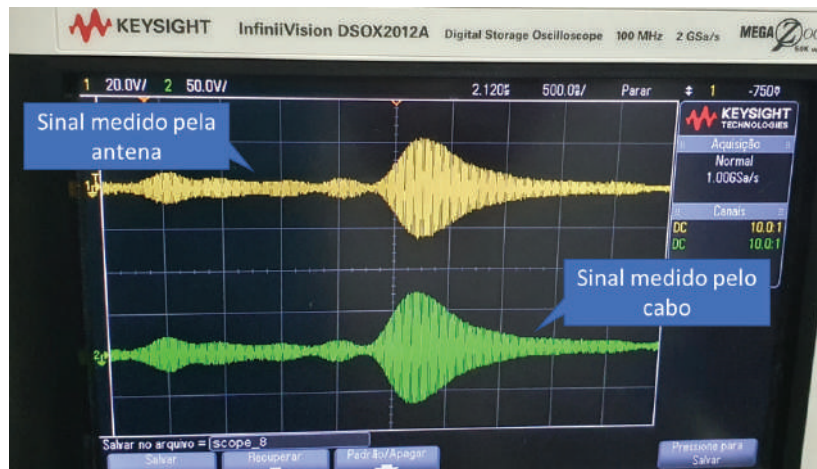 KEYSIGHT InfiniiVision DSOX2012A Digital Storage Oscilloscope 100 MHz 2 GSa/s MEGA Zoo
1 20.0V/ 2 50.0V/ 2.120s 500.0s/ Parar 1 -750
Sinal medido pela
antena
KEYSIGHT
TECHNOLOGIES
Aquisição
Normal
1.00GSa/s
Canais
DC 10.0:1
DC 10.0:1
Sinal medido pelo
cabo
Salvar no arquivo = scope_8
Salvar Recuperar Padrão/Apagar Pressione para
Salvar